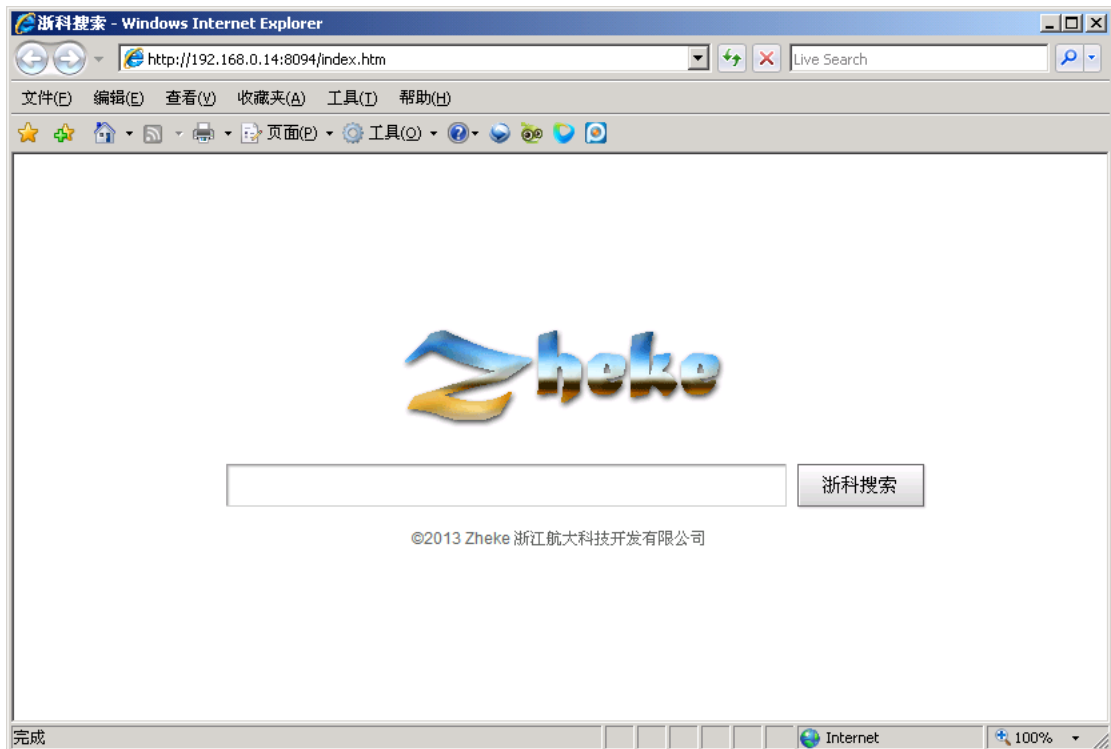 浙科搜索 - Windows Internet Explorer
http://192.168.0.14:8094/index.htm
Live Search
文件(F) 编辑(E) 查看(V) 收藏夹(A) 工具(T) 帮助(H)
页面(P) 工具(O)
Zheke
浙科搜索
©2013 Zheke 浙江航大科技开发有限公司
完成 Internet 100%